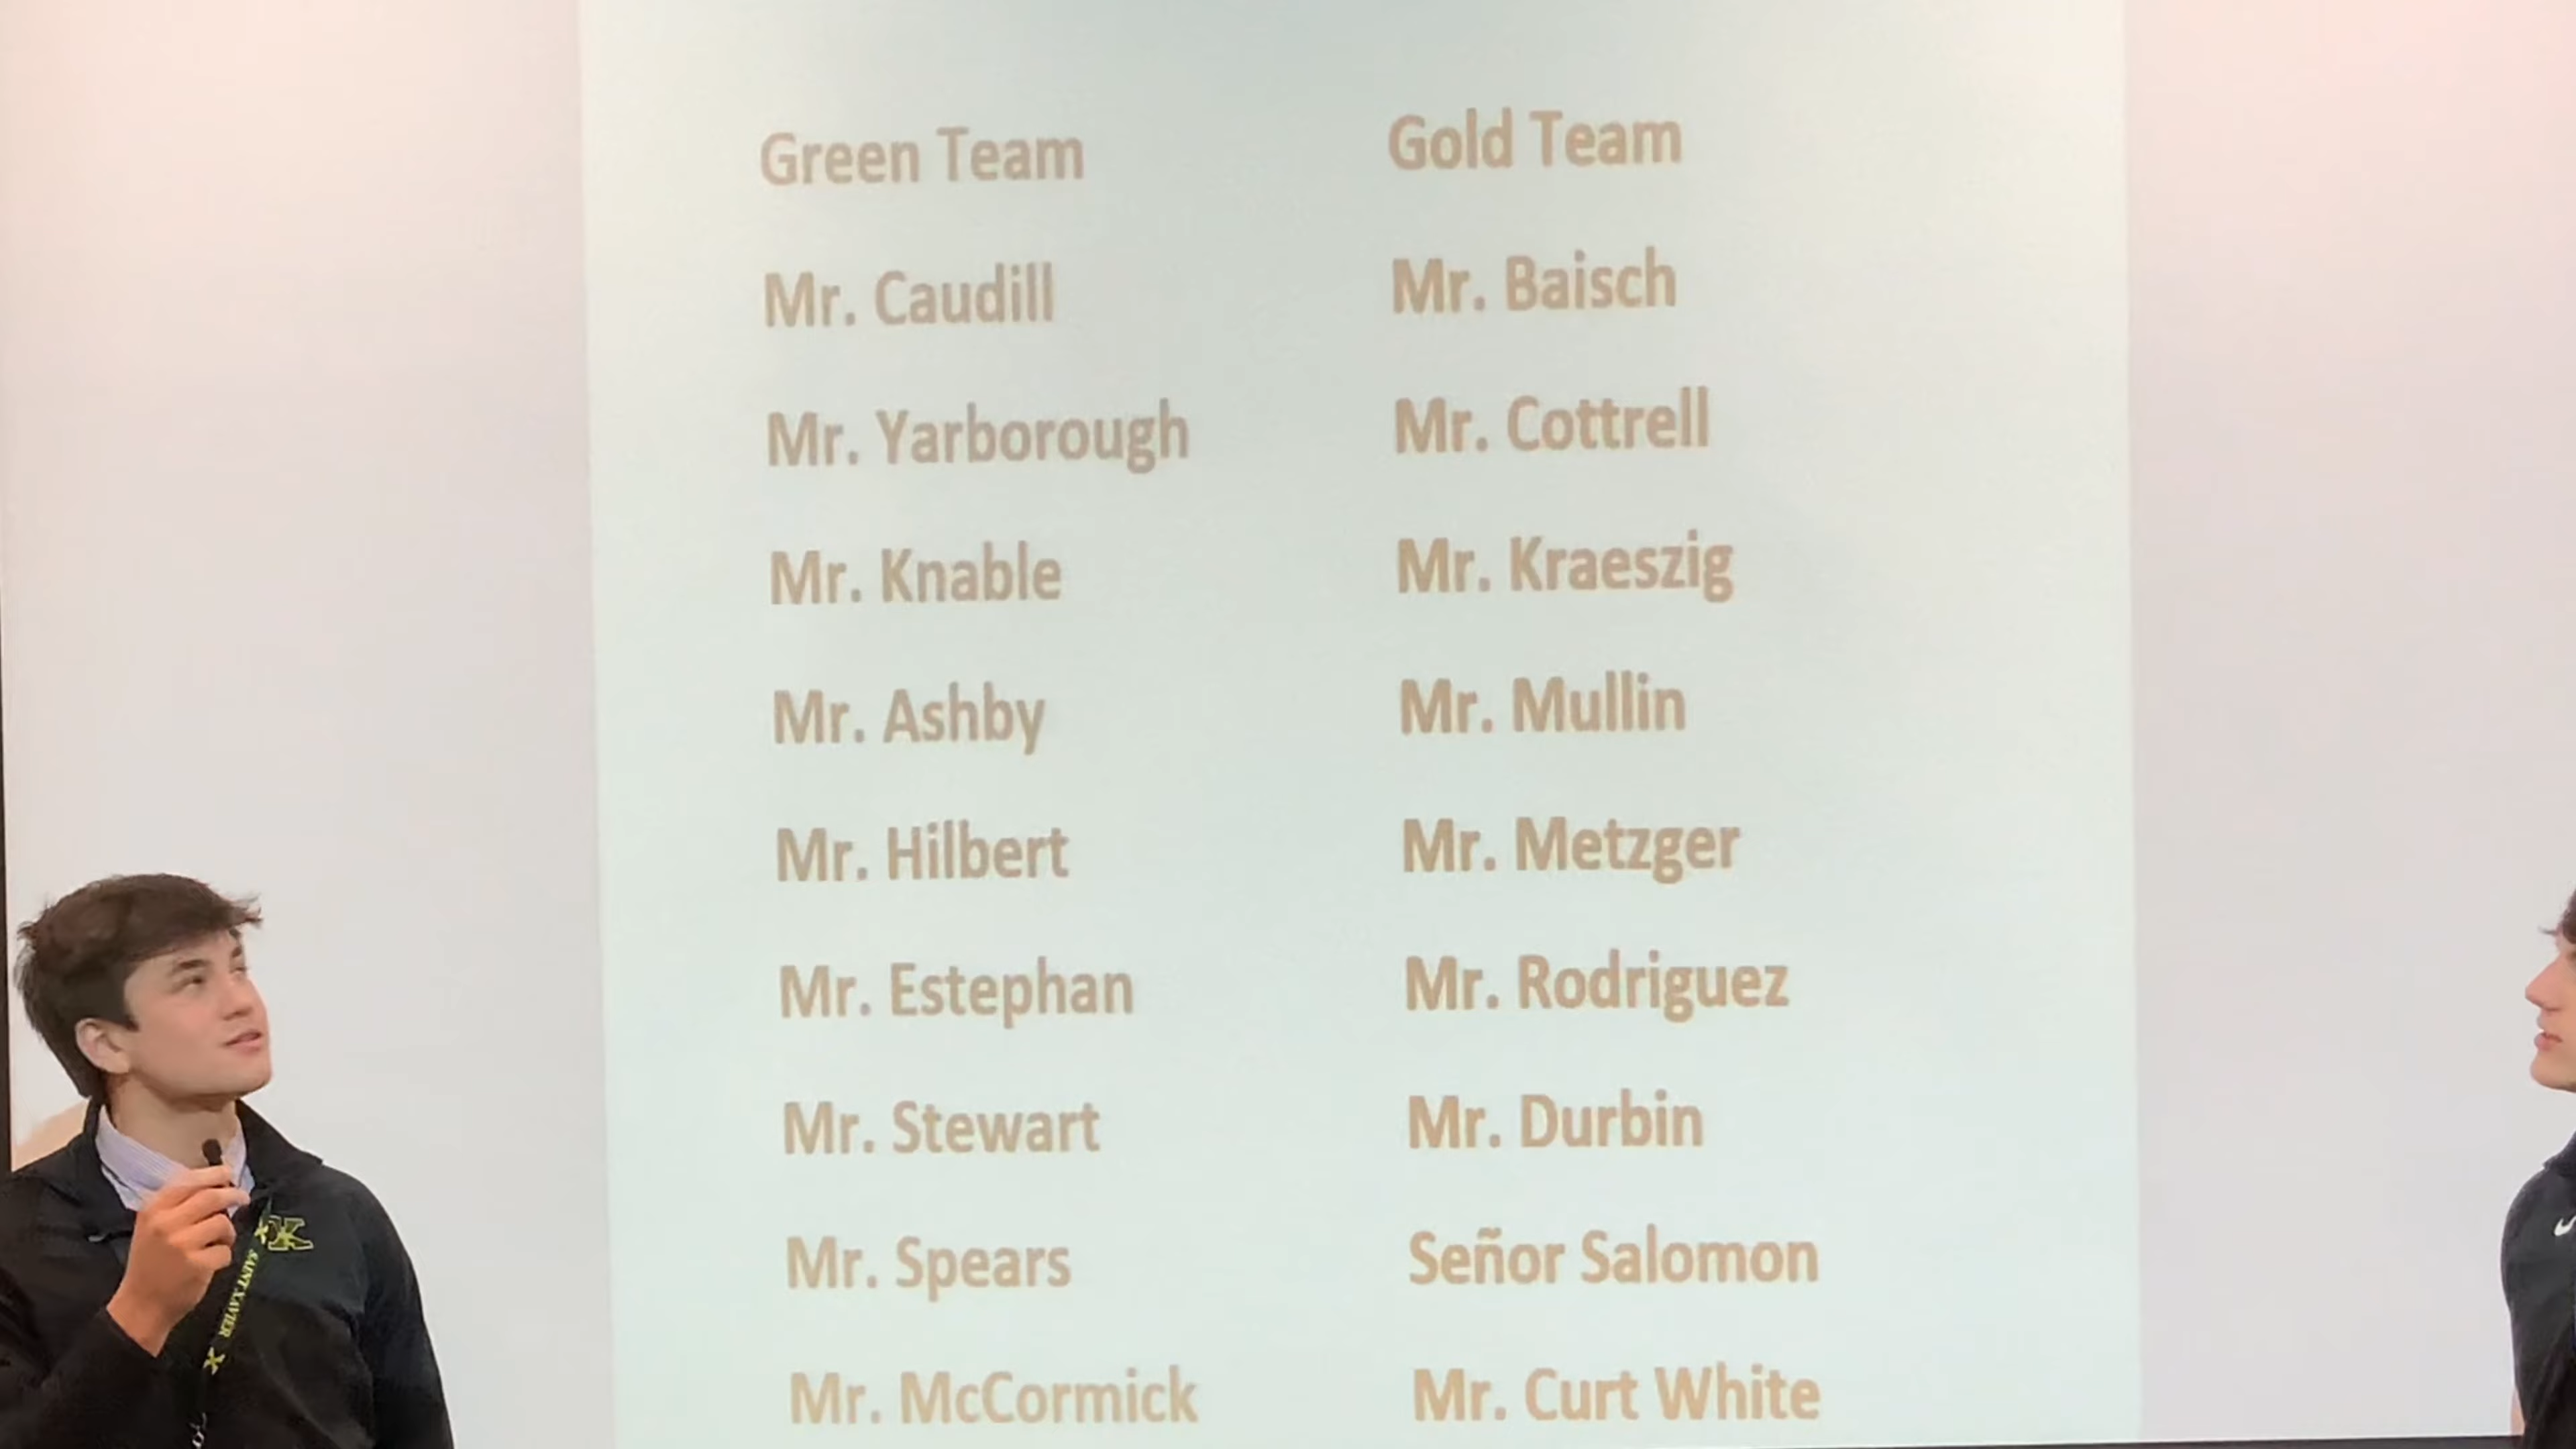 Green Team
Mr. Caudill
Mr. Yarborough
Mr. Knable
Mr. Ashby
Mr. Hilbert
Mr. Estephan
Mr. Stewart
Mr. Spears
Mr. McCormick
Gold Team
Mr. Baisch
Mr. Cottrell
Mr. Kraeszig
Mr. Mullin
Mr. Metzger
Mr. Rodriguez
Mr. Durbin
Señor Salomon
Mr. Curt White
X
SAINT XAVIER X